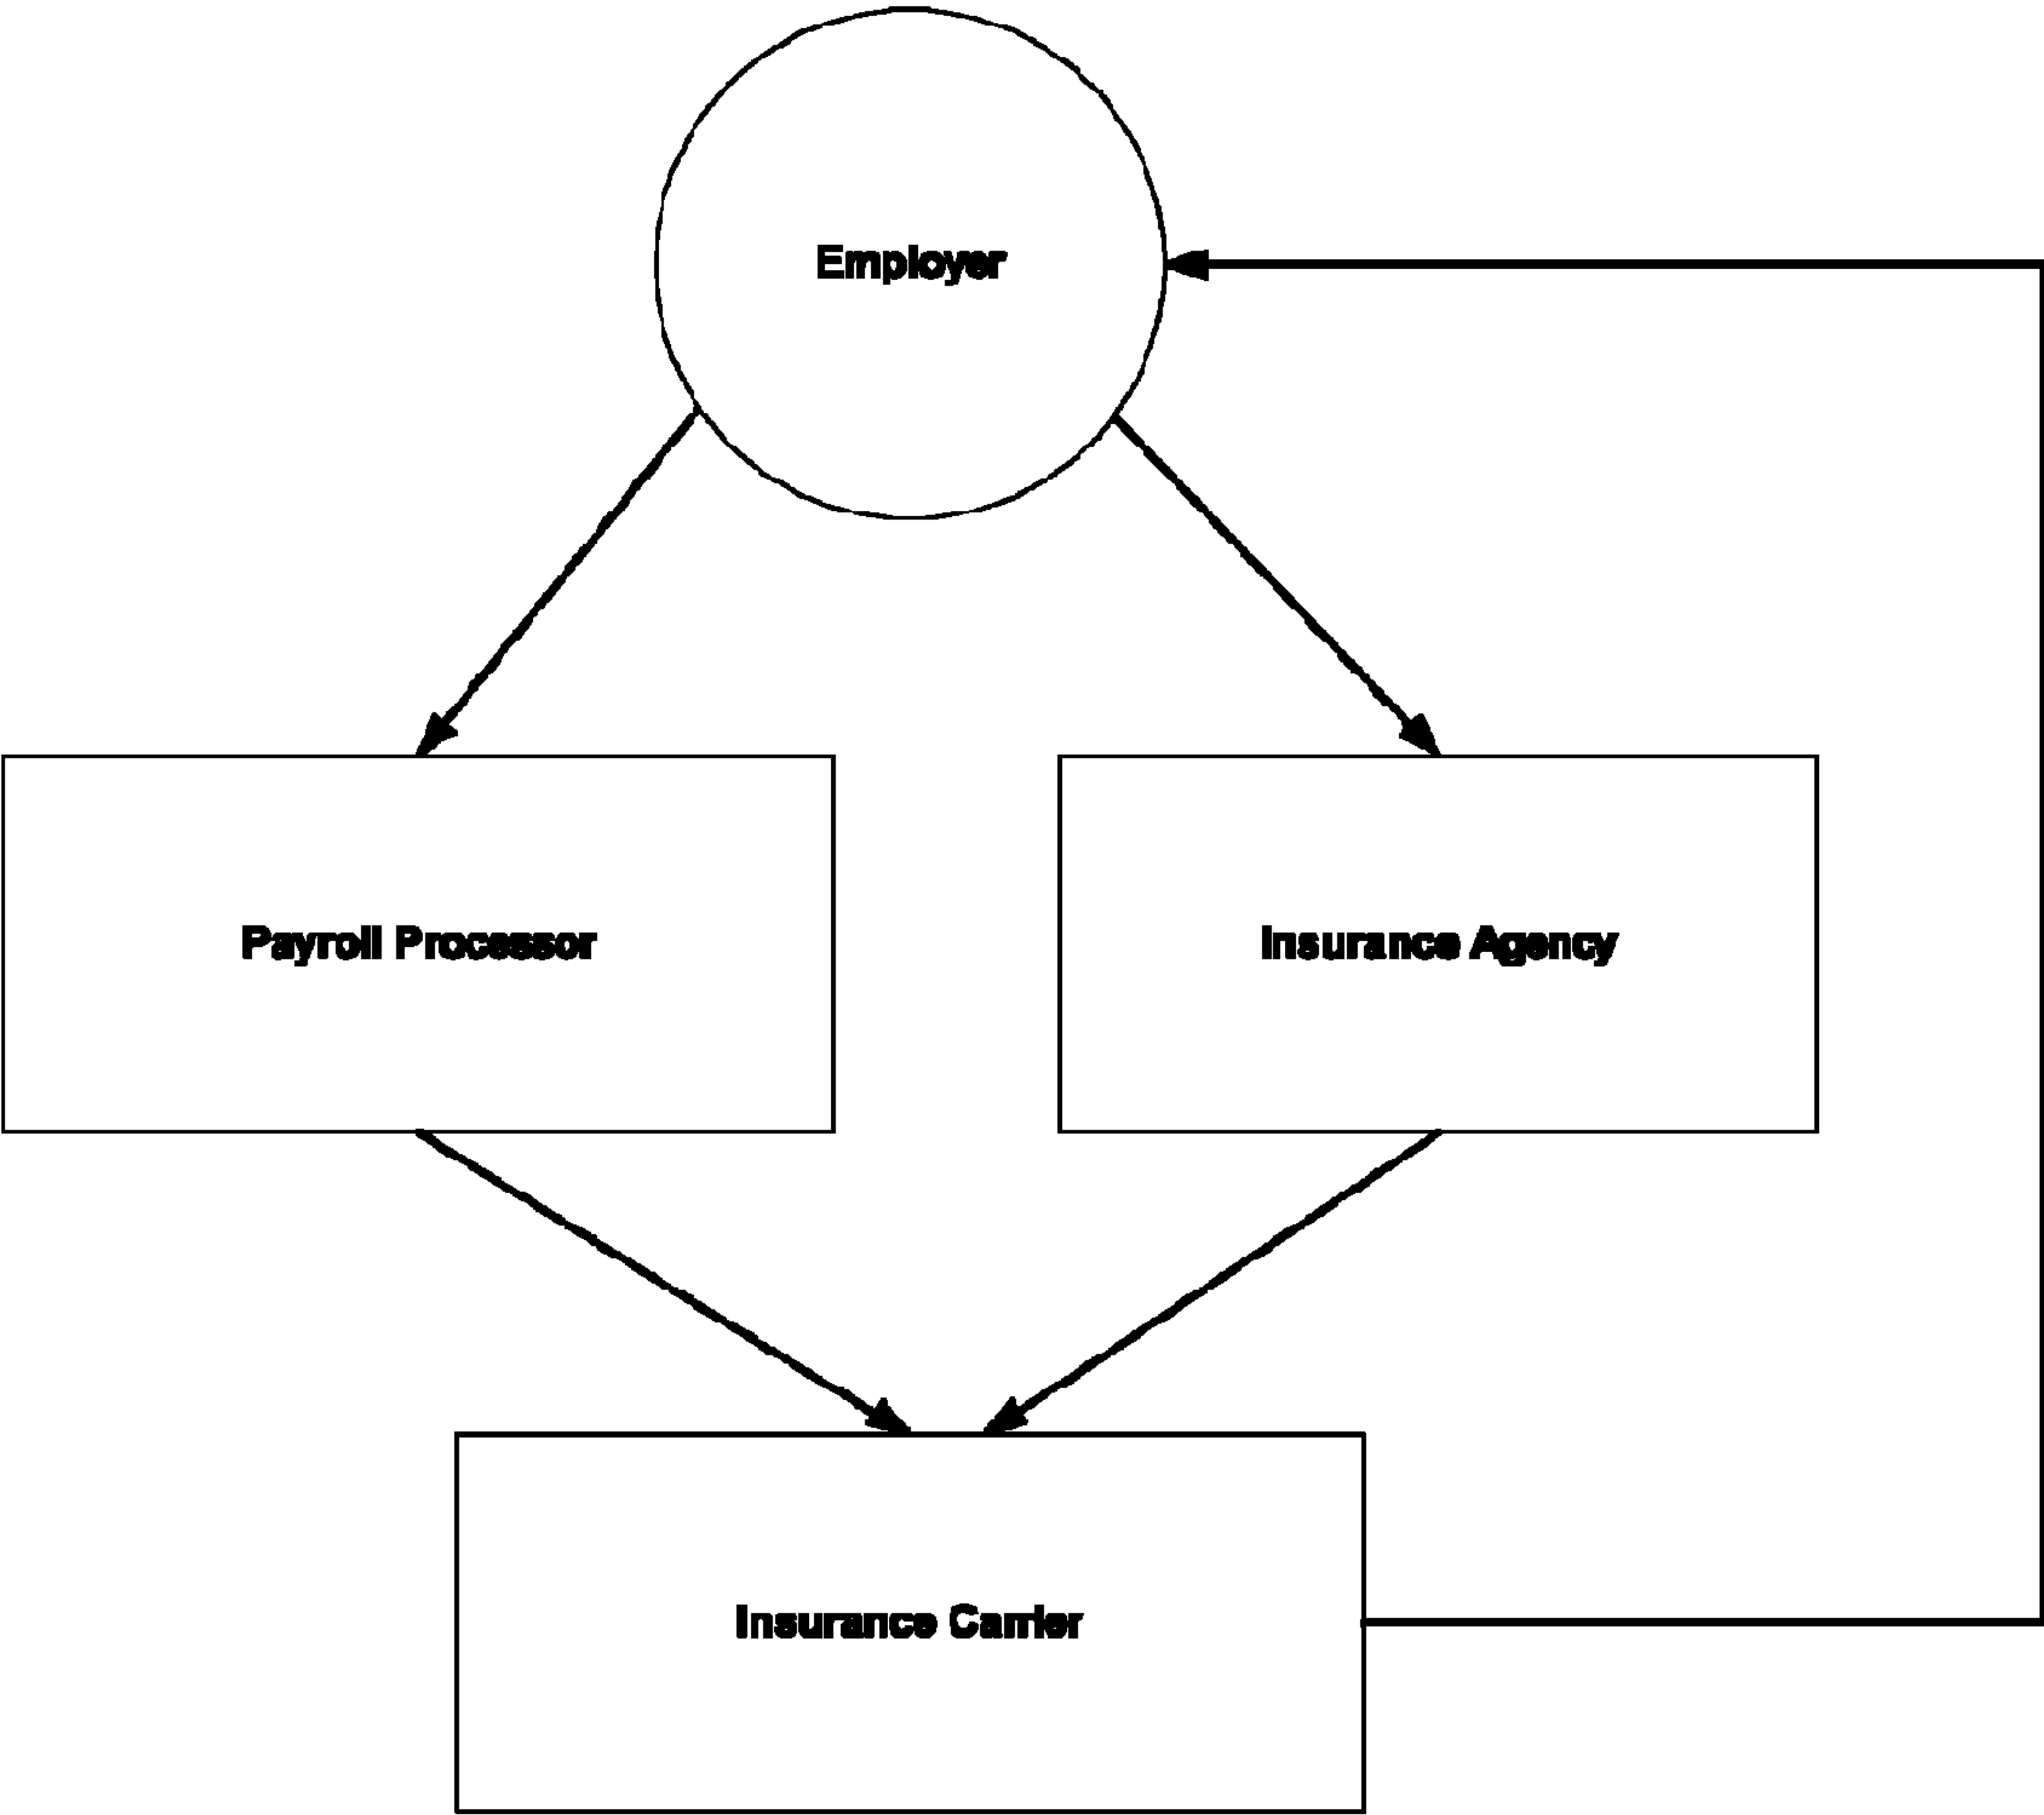 Employer
Payroll Processor
Insurance Agency
Insurance Carrier